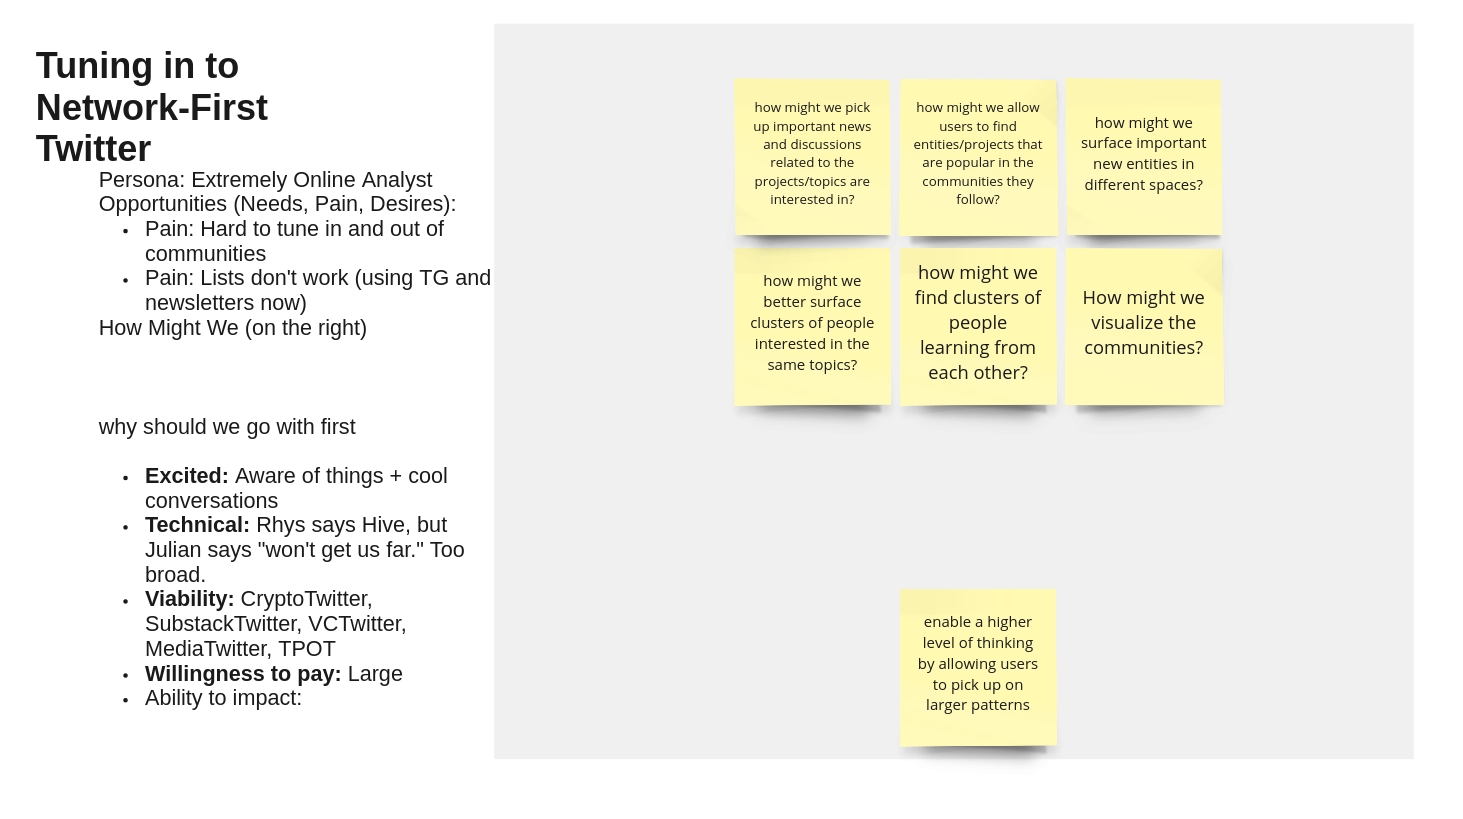 Tuning in to
Network-First
Twitter
Persona: Extremely Online Analyst
Opportunities (Needs, Pain, Desires):
• Pain: Hard to tune in and out of
communities
• Pain: Lists don't work (using TG and
newsletters now)
How Might We (on the right)
why should we go with first
• Excited: Aware of things + cool
conversations
• Technical: Rhys says Hive, but
Julian says "won't get us far." Too
broad.
• Viability: CryptoTwitter,
SubstackTwitter, VCTwitter,
MediaTwitter, TPOT
• Willingness to pay: Large
• Ability to impact:
how might we pick
up important news
and discussions
related to the
projects/topics are
interested in?
how might we allow
users to find
entities/projects that
are popular in the
communities they
follow?
how might we
surface important
new entities in
different spaces?
how might we
better surface
clusters of people
interested in the
same topics?
how might we
find clusters of
people
learning from
each other?
How might we
visualize the
communities?
enable a higher
level of thinking
by allowing users
to pick up on
larger patterns